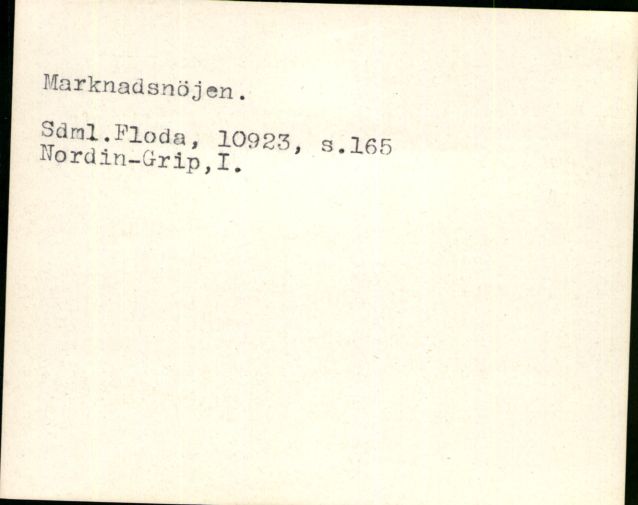 Marknadsnöjen.
Sdml.Floda, 10923, s.165
Nordin-Grip,I.